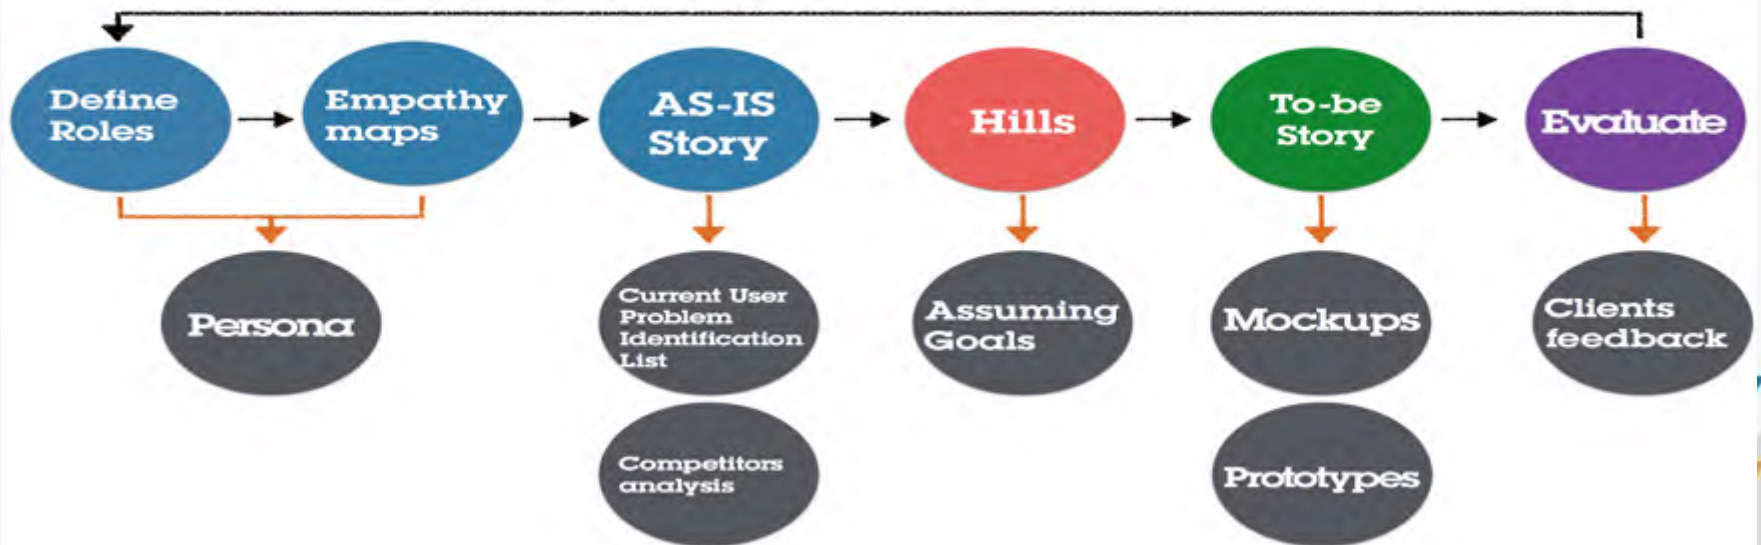 Define
Roles
Empathy
maps
AS-IS
Story
Hills
To-be
Story
Evaluate
Persona
Current User
Problem
Identification
List
Assuming
Goals
Mockups
Clients
feedback
Competitors
analysis
Prototypes